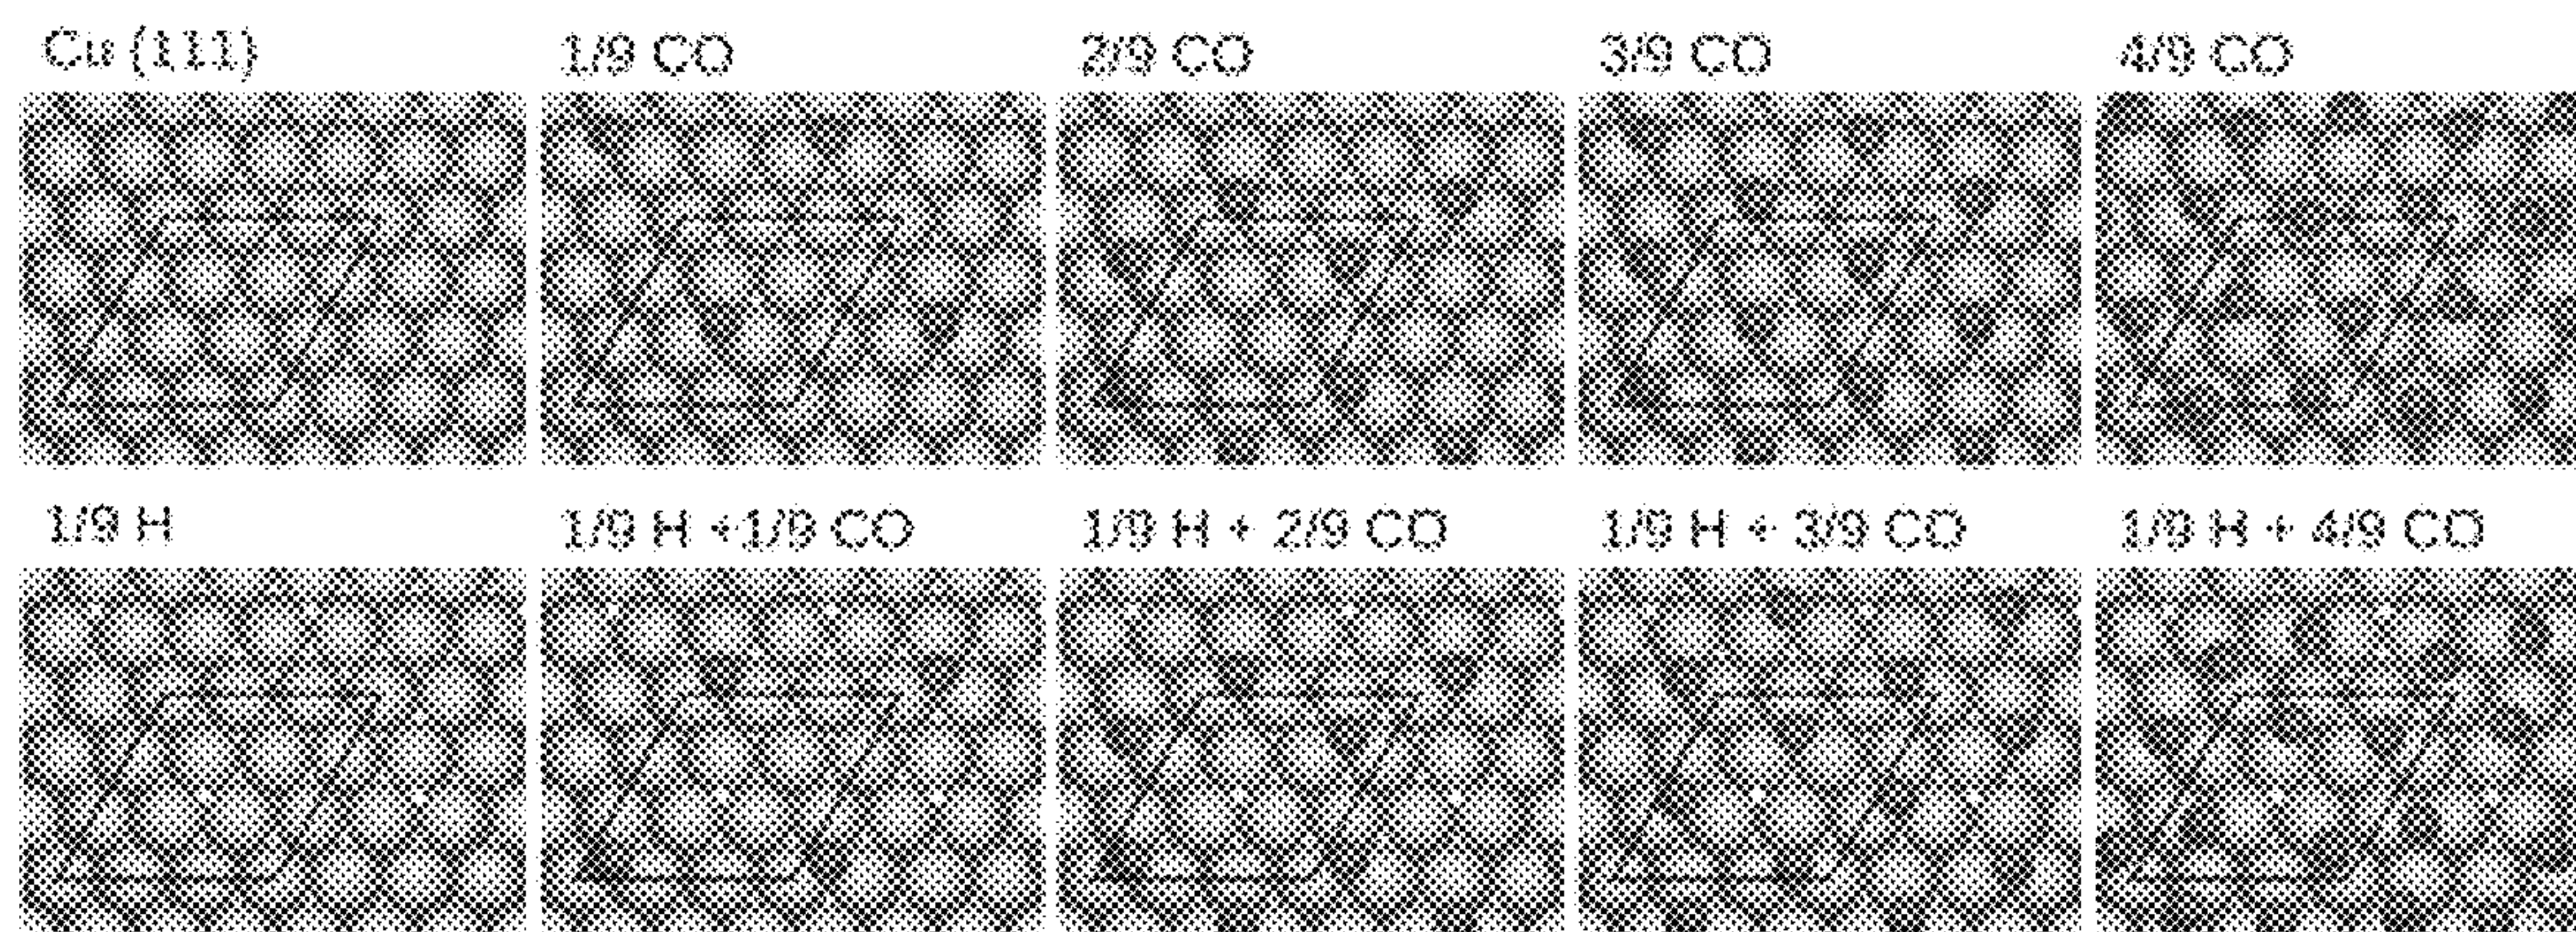 Cu (111)
1/9 CO
2/9 CO
3/9 CO
4/9 CO
1/9 H
1/9 H +1/9 CO
1/9 H + 2/9 CO
1/9 H + 3/9 CO
1/9 H + 4/9 CO